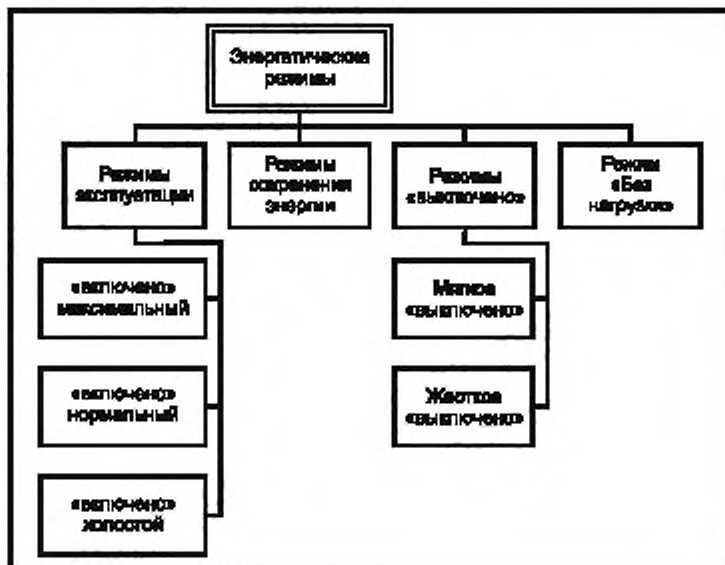 Энергетические
режимы
Режимы
эксплуатации
Режимы
сохранения
энергии
Режимы
«выключено»
Режим
«Без
нагрузки»
«включено»
максимальный
Мягкое
«выключено»
«включено»
нормальный
Жесткое
«выключено»
«включено»
холостой